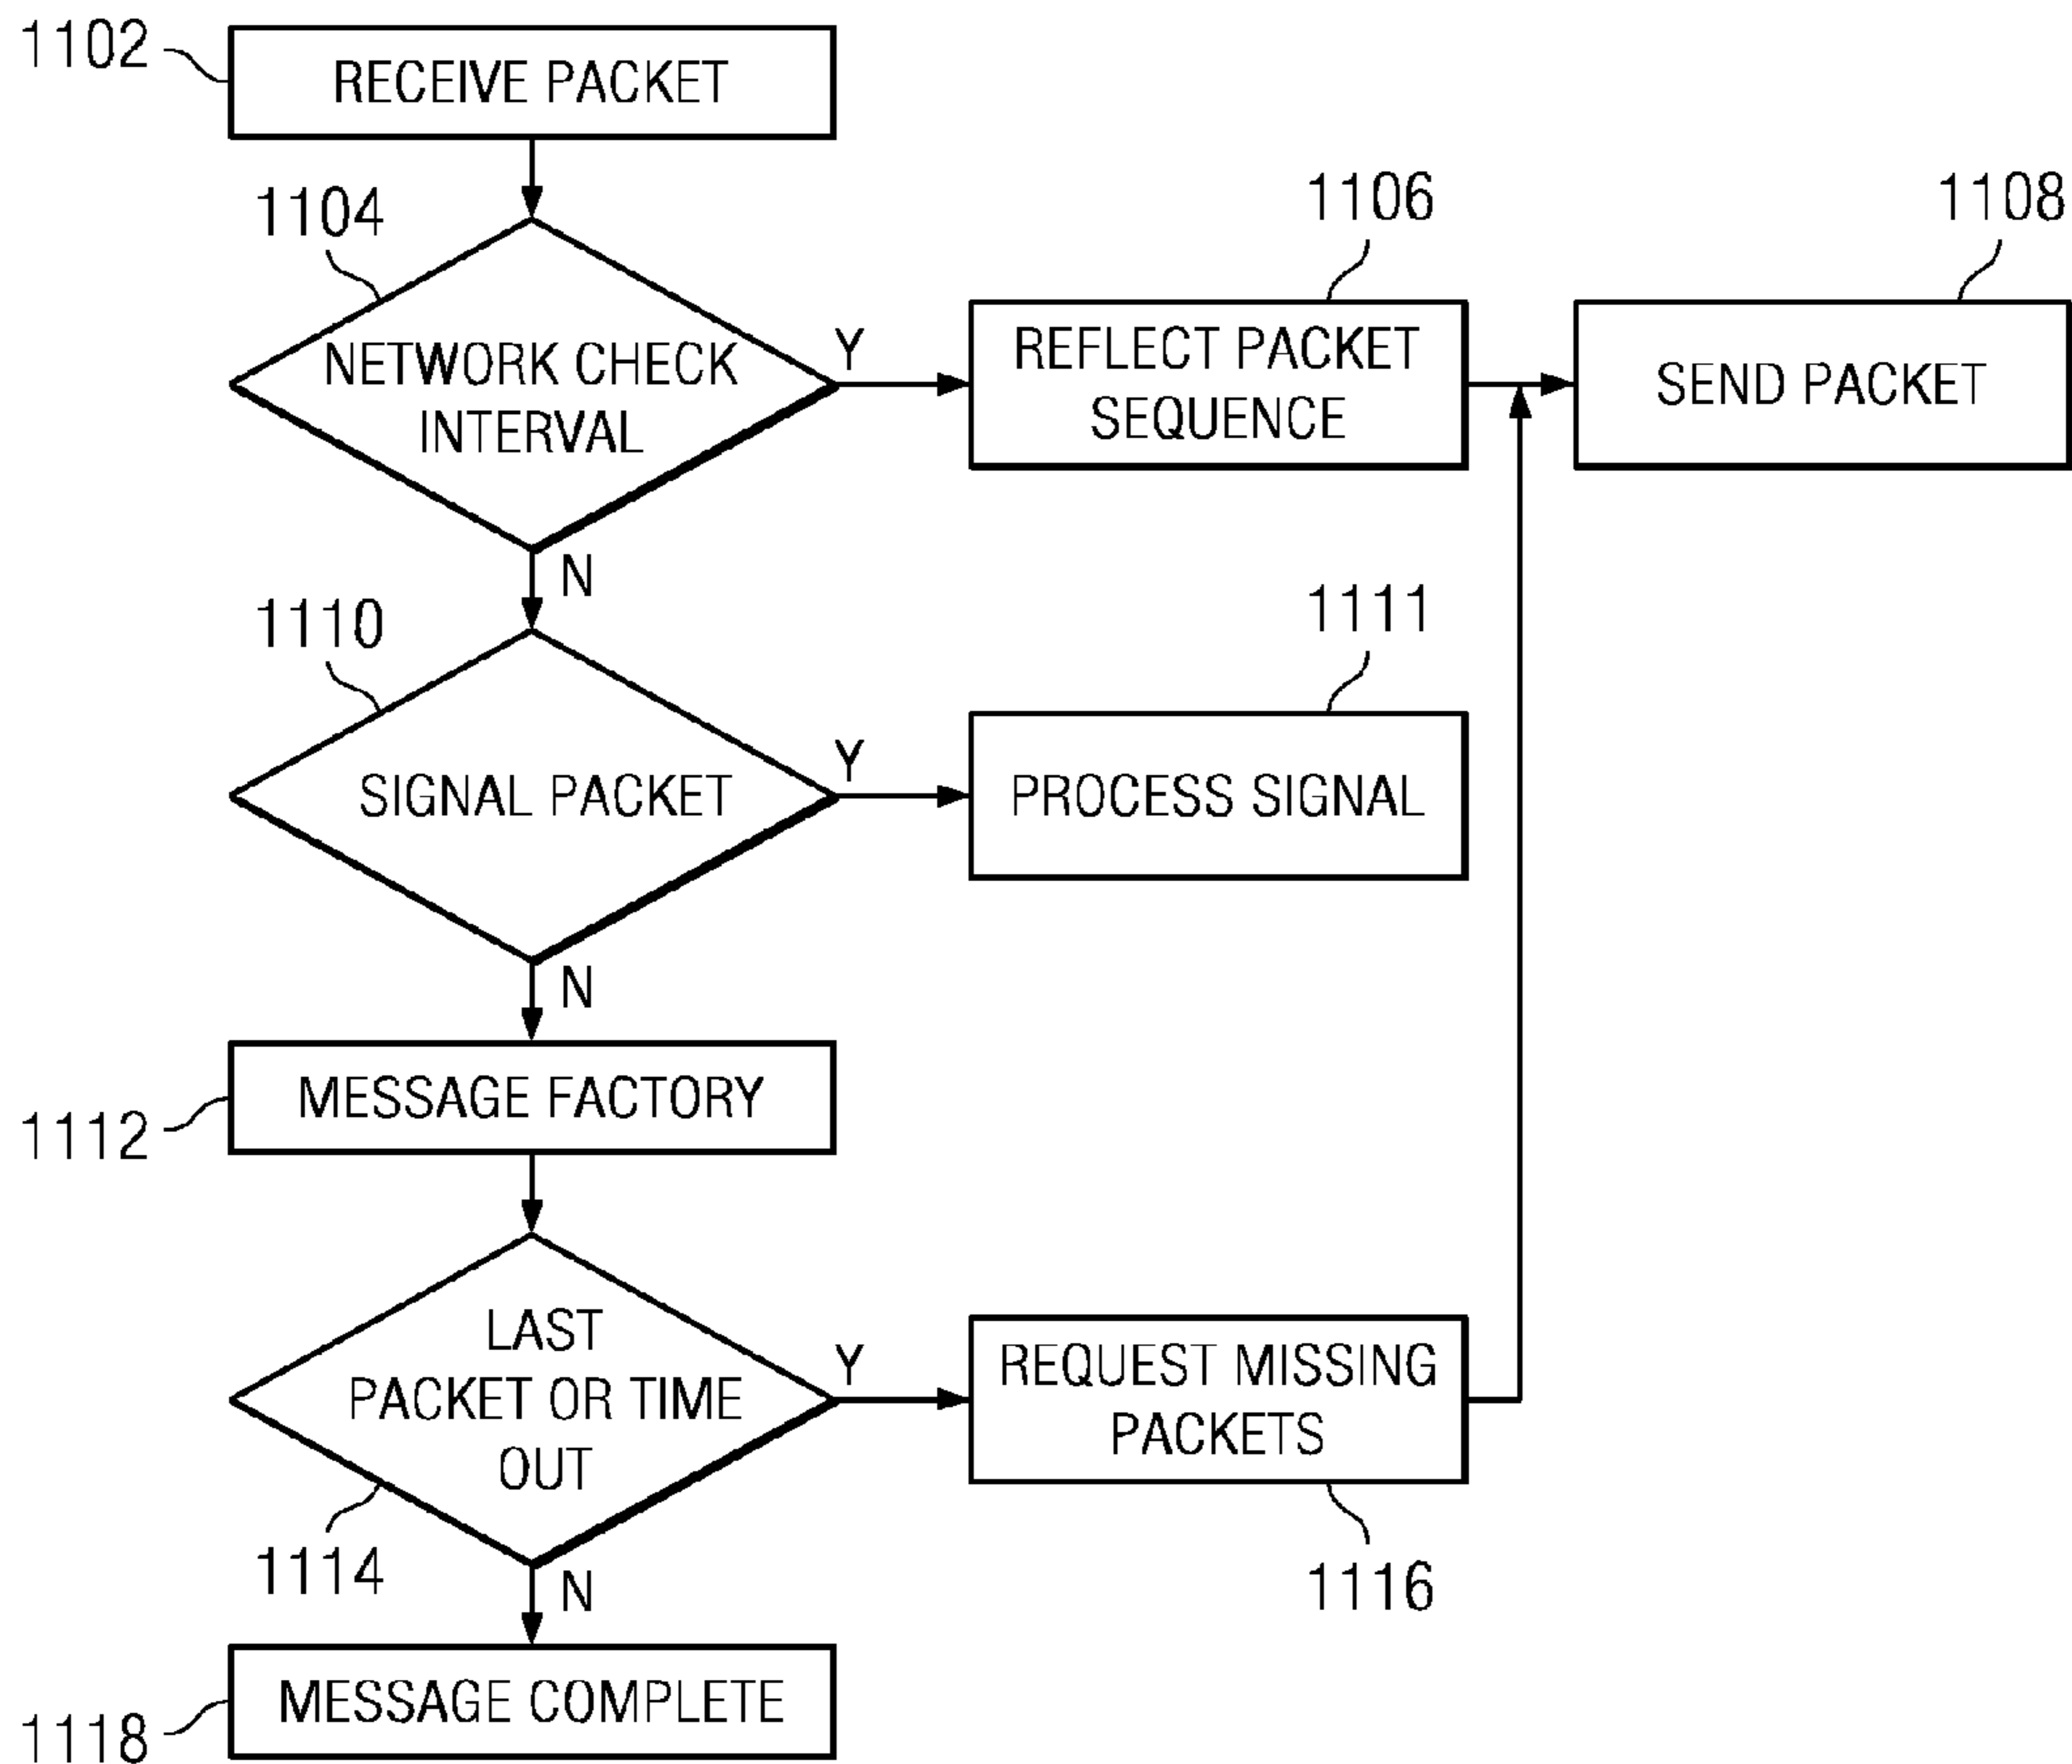 1102
RECEIVE PACKET
1104
1106
1108
NETWORK CHECK
INTERVAL
Y
REFLECT PACKET
SEQUENCE
SEND PACKET
N
1110
1111
SIGNAL PACKET
Y
PROCESS SIGNAL
N
MESSAGE FACTORY
1112
LAST
PACKET OR TIME
OUT
Y
REQUEST MISSING
PACKETS
1114
N
1116
MESSAGE COMPLETE
1118